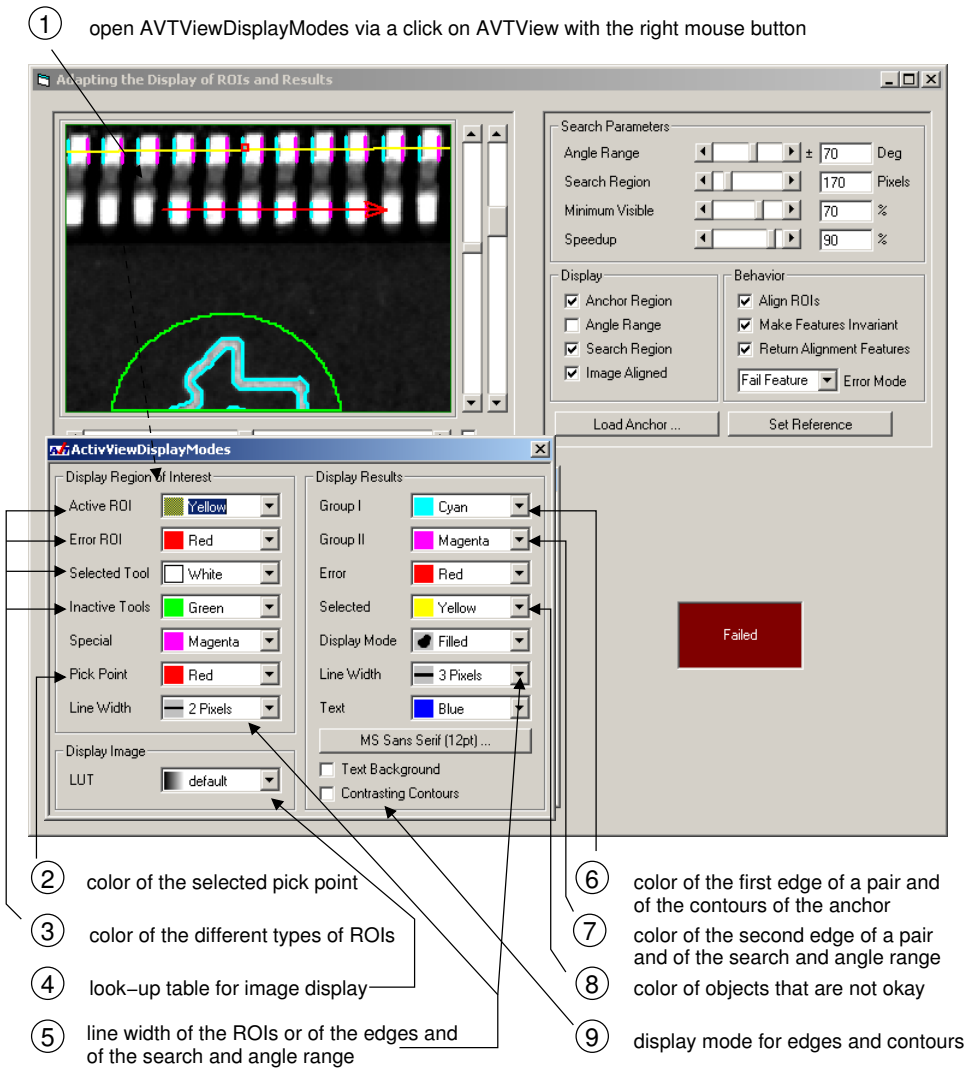 1 open AVTViewDisplayModes via a click on AVTView with the right mouse button
Adapting the Display of ROIs and Results
Search Parameters
Angle Range ± 70 Deg
Search Region 170 Pixels
Minimum Visible 70 %
Speedup 90 %
Display
Anchor Region
Angle Range
Search Region
Image Aligned
Behavior
Align ROIs
Make Features Invariant
Return Alignment Features
Fail Feature Error Mode
Load Anchor ... Set Reference
ActivViewDisplayModes
Display Region of Interest
Active ROI Yellow
Error ROI Red
Selected Tool White
Inactive Tools Green
Special Magenta
Pick Point Red
Line Width 2 Pixels
Display Image
LUT default
Display Results
Group I Cyan
Group II Magenta
Error Red
Selected Yellow
Display Mode Filled
Line Width 3 Pixels
Text Blue
MS Sans Serif (12pt) ...
Text Background
Contrasting Contours
Failed
2 color of the selected pick point
3 color of the different types of ROIs
4 look−up table for image display
5 line width of the ROIs or of the edges and
of the search and angle range
6 color of the first edge of a pair and
of the contours of the anchor
7 color of the second edge of a pair
and of the search and angle range
8 color of objects that are not okay
9 display mode for edges and contours